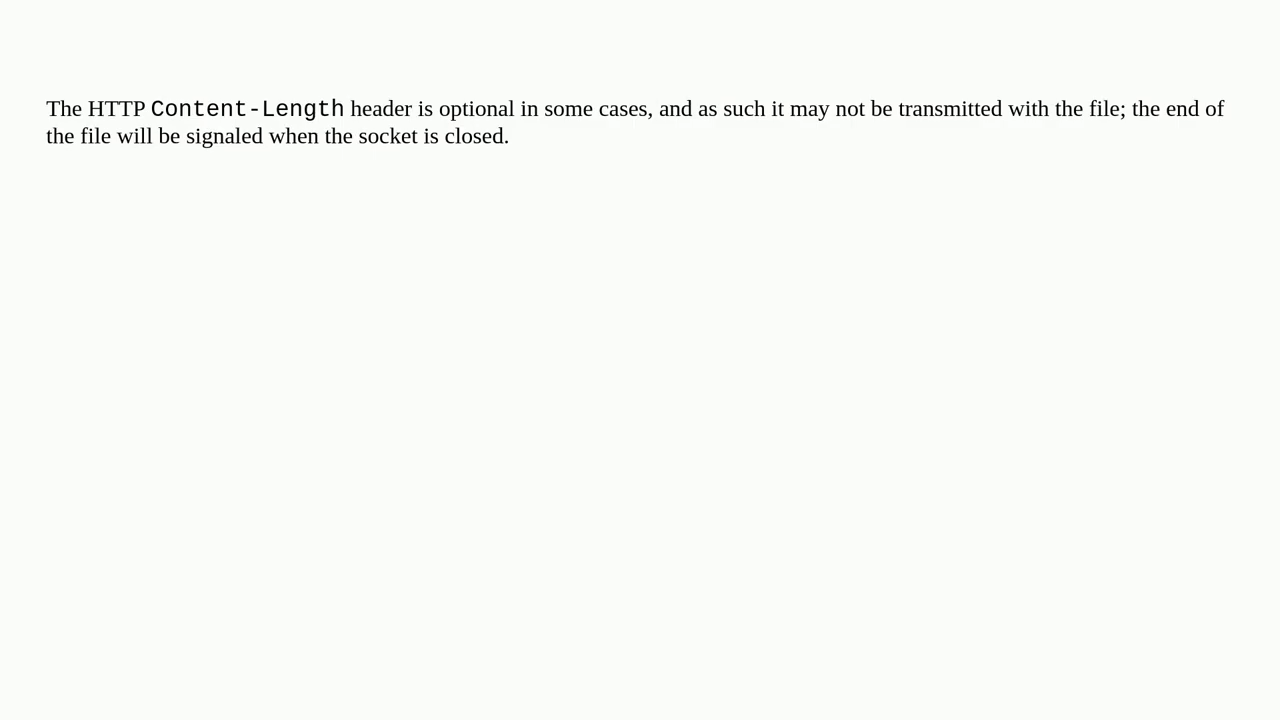 The HTTP Content-Length header is optional in some cases, and as such it may not be transmitted with the file; the end of
the file will be signaled when the socket is closed.